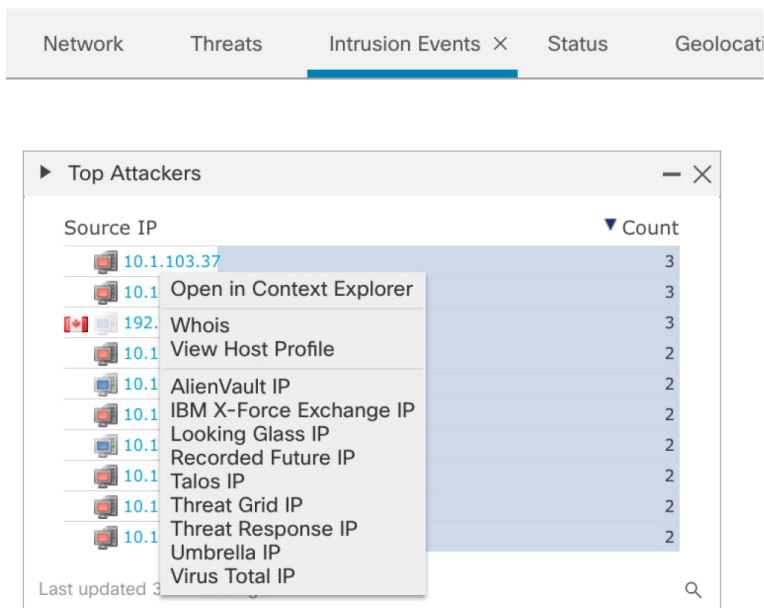 Network Threats Intrusion Events × Status Geolocati
Top Attackers
Source IP Count
10.1.103.37 3
10.1 3
192. 3
10.1 2
10.1 2
10.1 2
10.1 2
10.1 2
10.1 2
10.1 2
Open in Context Explorer
Whois
View Host Profile
AlienVault IP
IBM X-Force Exchange IP
Looking Glass IP
Recorded Future IP
Talos IP
Threat Grid IP
Threat Response IP
Umbrella IP
Virus Total IP
Last updated 3